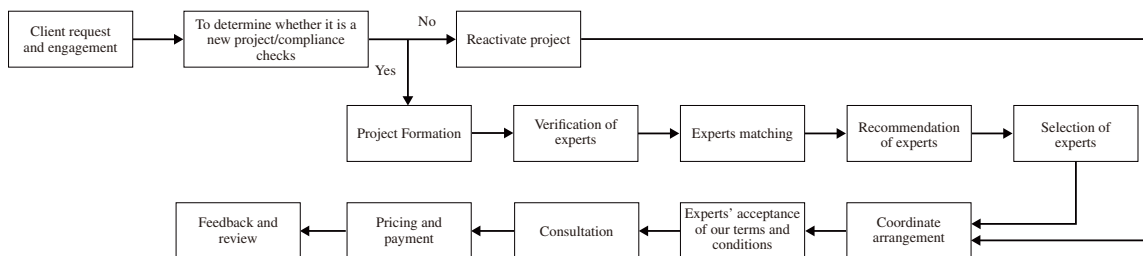 Client request
and engagement
To determine whether it is a
new project/compliance
checks
No
Yes
Reactivate project
Project Formation
Verification of
experts
Experts matching
Recommendation
of experts
Selection of
experts
Feedback and
review
Pricing and
payment
Consultation
Experts’ acceptance
of our terms and
conditions
Coordinate
arrangement